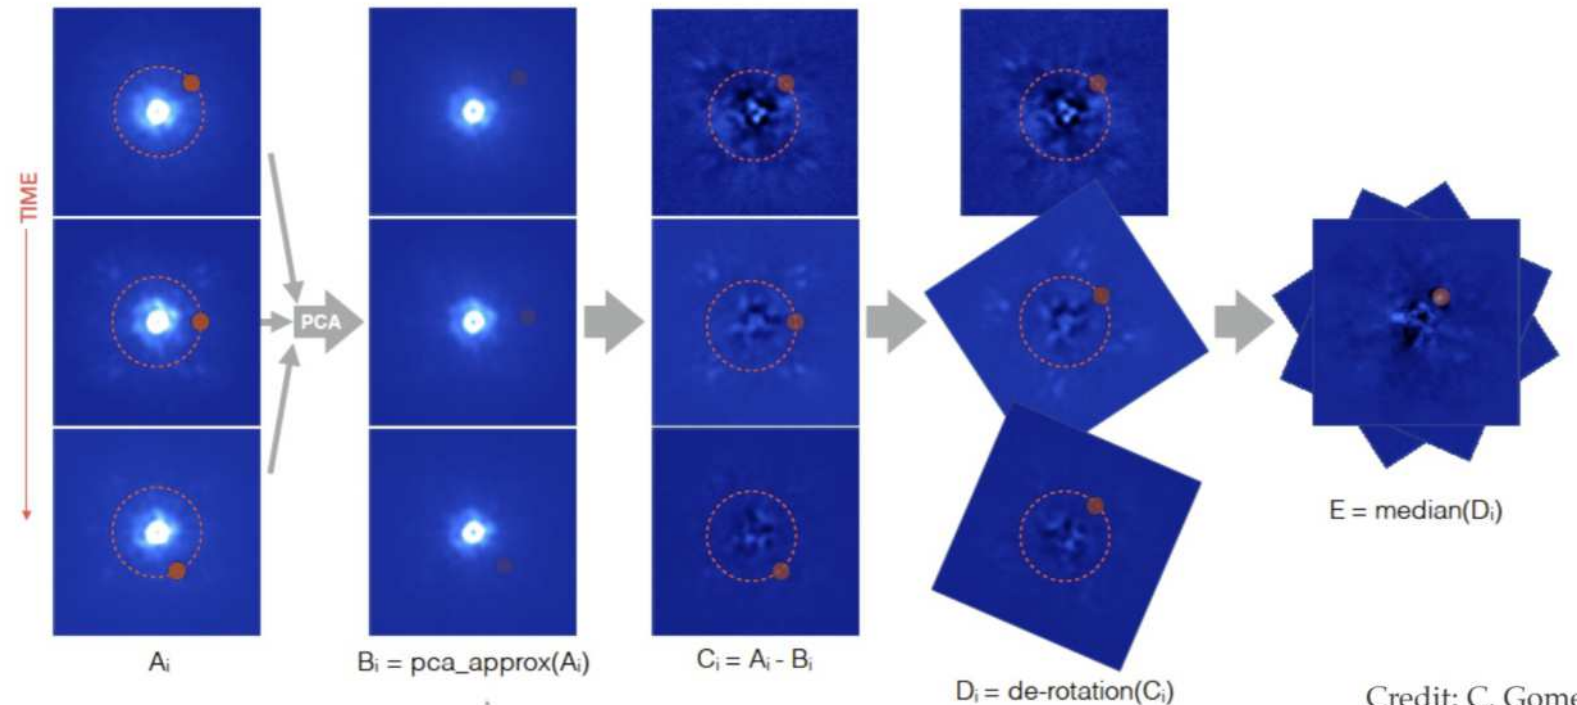 TIME
PCA
Aᵢ
Bᵢ = pca_approx(Aᵢ)
Cᵢ = Aᵢ - Bᵢ
Dᵢ = de-rotation(Cᵢ)
E = median(Dᵢ)
Credit: C. Gome